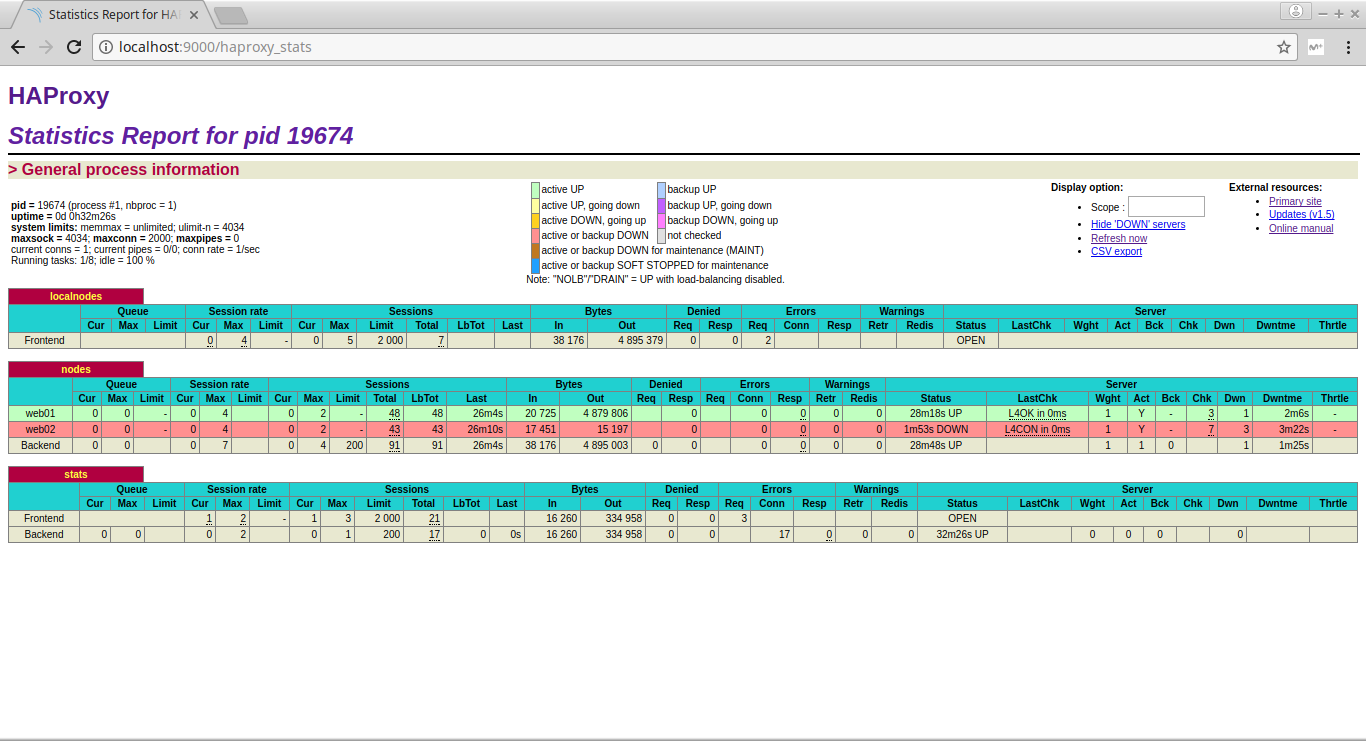 Statistics Report for HA
localhost:9000/haproxy_stats
HAProxy
Statistics Report for pid 19674
> General process information
pid = 19674 (process #1, nbproc = 1)
uptime = 0d 0h32m26s
system limits: memmax = unlimited; ulimit-n = 4034
maxsock = 4034; maxconn = 2000; maxpipes = 0
current conns = 1; current pipes = 0/0; conn rate = 1/sec
Running tasks: 1/8; idle = 100 %
active UP backup UP
active UP, going down backup UP, going down
active DOWN, going up backup DOWN, going up
active or backup DOWN not checked
active or backup DOWN for maintenance (MAINT)
active or backup SOFT STOPPED for maintenance
Note: "NOLB"/"DRAIN" = UP with load-balancing disabled.
Display option:
• Scope :
• Hide 'DOWN' servers
• Refresh now
• CSV export
External resources:
• Primary site
• Updates (v1.5)
• Online manual
localnodes
Queue Session rate Sessions Bytes Denied Errors Warnings Server
Cur Max Limit Cur Max Limit Cur Max Limit Total LbTot Last In Out Req Resp Req Conn Resp Retr Redis Status LastChk Wght Act Bck Chk Dwn Dwntme Thrtle
Frontend 0 4 - 0 5 2 000 7 38 176 4 895 379 0 0 2 OPEN
nodes
Queue Session rate Sessions Bytes Denied Errors Warnings Server
Cur Max Limit Cur Max Limit Cur Max Limit Total LbTot Last In Out Req Resp Req Conn Resp Retr Redis Status LastChk Wght Act Bck Chk Dwn Dwntme Thrtle
web01 0 0 - 0 4 0 2 - 48 48 26m4s 20 725 4 879 806 0 0 0 0 0 28m18s UP L4OK in 0ms 1 Y - 3 1 2m6s -
web02 0 0 - 0 4 0 2 - 43 43 26m10s 17 451 15 197 0 0 0 0 0 1m53s DOWN L4CON in 0ms 1 Y - 7 3 3m22s -
Backend 0 0 0 7 0 4 200 91 91 26m4s 38 176 4 895 003 0 0 0 0 0 0 28m48s UP 1 1 0 1 1m25s
stats
Queue Session rate Sessions Bytes Denied Errors Warnings Server
Cur Max Limit Cur Max Limit Cur Max Limit Total LbTot Last In Out Req Resp Req Conn Resp Retr Redis Status LastChk Wght Act Bck Chk Dwn Dwntme Thrtle
Frontend 1 2 - 1 3 2 000 21 16 260 334 958 0 0 3 OPEN
Backend 0 0 0 2 0 1 200 17 0 0s 16 260 334 958 0 0 17 0 0 0 32m26s UP 0 0 0 0